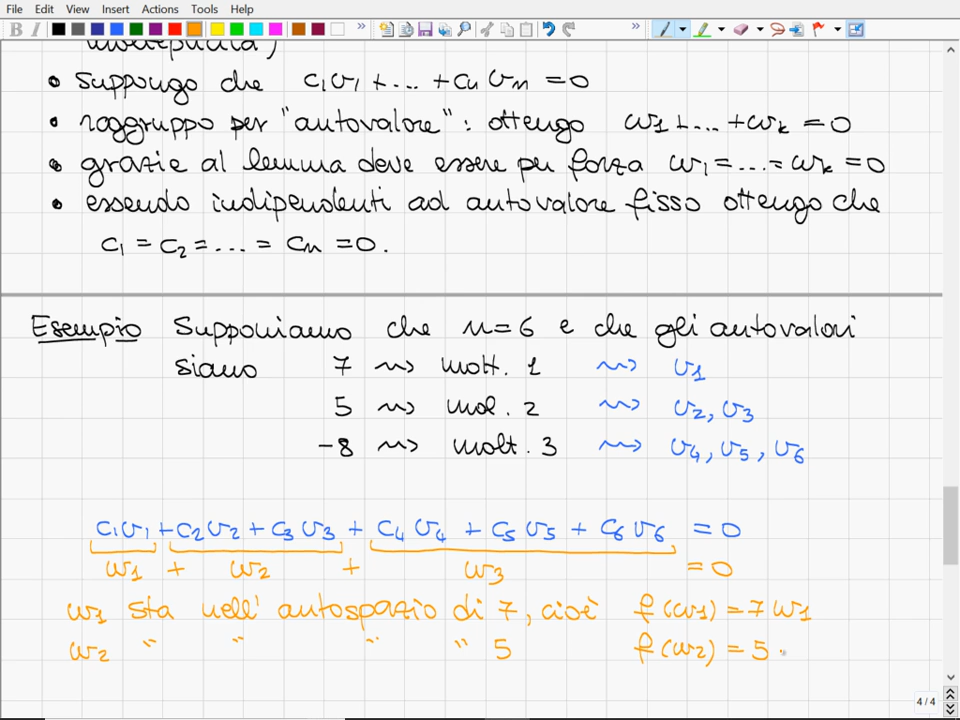 File Edit View Insert Actions Tools Help
B I
molteplicità)
• suppongo che c1v1 + ... + cn vn = 0
• raggruppo per "autovalore": ottengo w1 + ... + wk = 0
• grazie al lemma deve essere per forza w1 = ... = wk = 0
• essendo indipendenti ad autovalore fisso ottengo che
c1 = c2 = ... = cn = 0.
Esempio Supponiamo che n=6 e che gli autovalori
siano 7 ~> molt. 1 ~> v1
5 ~> mol. 2 ~> v2, v3
-8 ~> molt. 3 ~> v4, v5, v6
c1v1 + c2v2 + c3v3 + c4v4 + c5v5 + c6v6 = 0
w1 + w2 + w3 = 0
w1 sta nell'autospazio di 7, cioè f(w1) = 7w1
w2 " " " " 5 f(w2) = 5
4 / 4